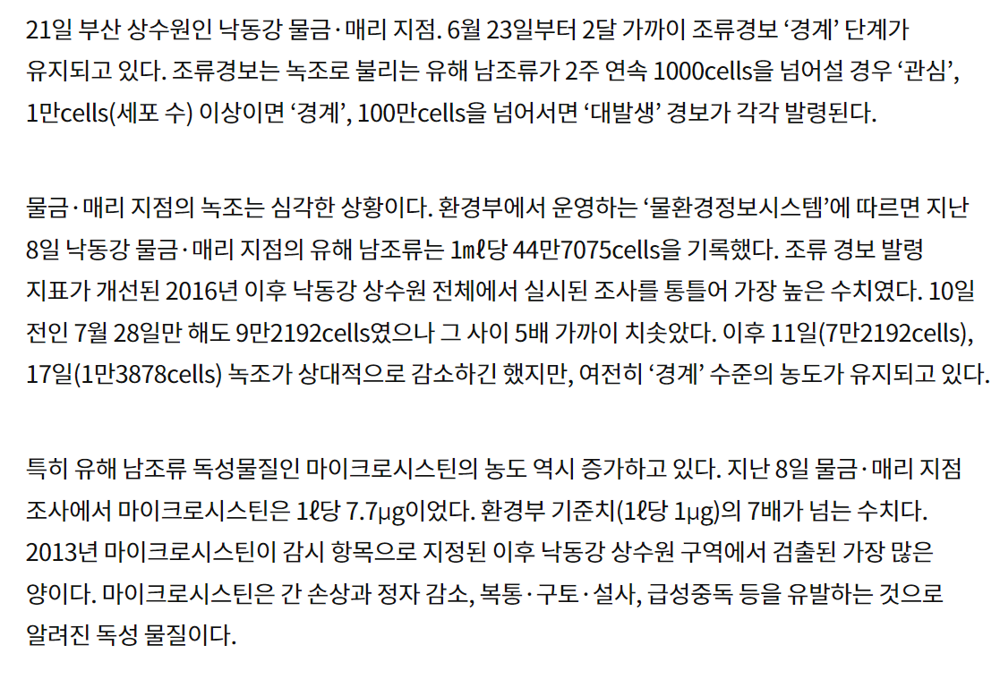 21일 부산 상수원인 낙동강 물금·매리 지점. 6월 23일부터 2달 가까이 조류경보 ‘경계’ 단계가
유지되고 있다. 조류경보는 녹조로 불리는 유해 남조류가 2주 연속 1000cells을 넘어설 경우 ‘관심’,
1만cells(세포 수) 이상이면 ‘경계’, 100만cells을 넘어서면 ‘대발생’ 경보가 각각 발령된다.
물금·매리 지점의 녹조는 심각한 상황이다. 환경부에서 운영하는 ‘물환경정보시스템’에 따르면 지난
8일 낙동강 물금·매리 지점의 유해 남조류는 1㎖당 44만7075cells을 기록했다. 조류 경보 발령
지표가 개선된 2016년 이후 낙동강 상수원 전체에서 실시된 조사를 통틀어 가장 높은 수치였다. 10일
전인 7월 28일만 해도 9만2192cells였으나 그 사이 5배 가까이 치솟았다. 이후 11일(7만2192cells),
17일(1만3878cells) 녹조가 상대적으로 감소하긴 했지만, 여전히 ‘경계’ 수준의 농도가 유지되고 있다.
특히 유해 남조류 독성물질인 마이크로시스틴의 농도 역시 증가하고 있다. 지난 8일 물금·매리 지점
조사에서 마이크로시스틴은 1ℓ당 7.7㎍이었다. 환경부 기준치(1ℓ당 1㎍)의 7배가 넘는 수치다.
2013년 마이크로시스틴이 감시 항목으로 지정된 이후 낙동강 상수원 구역에서 검출된 가장 많은
양이다. 마이크로시스틴은 간 손상과 정자 감소, 복통·구토·설사, 급성중독 등을 유발하는 것으로
알려진 독성 물질이다.